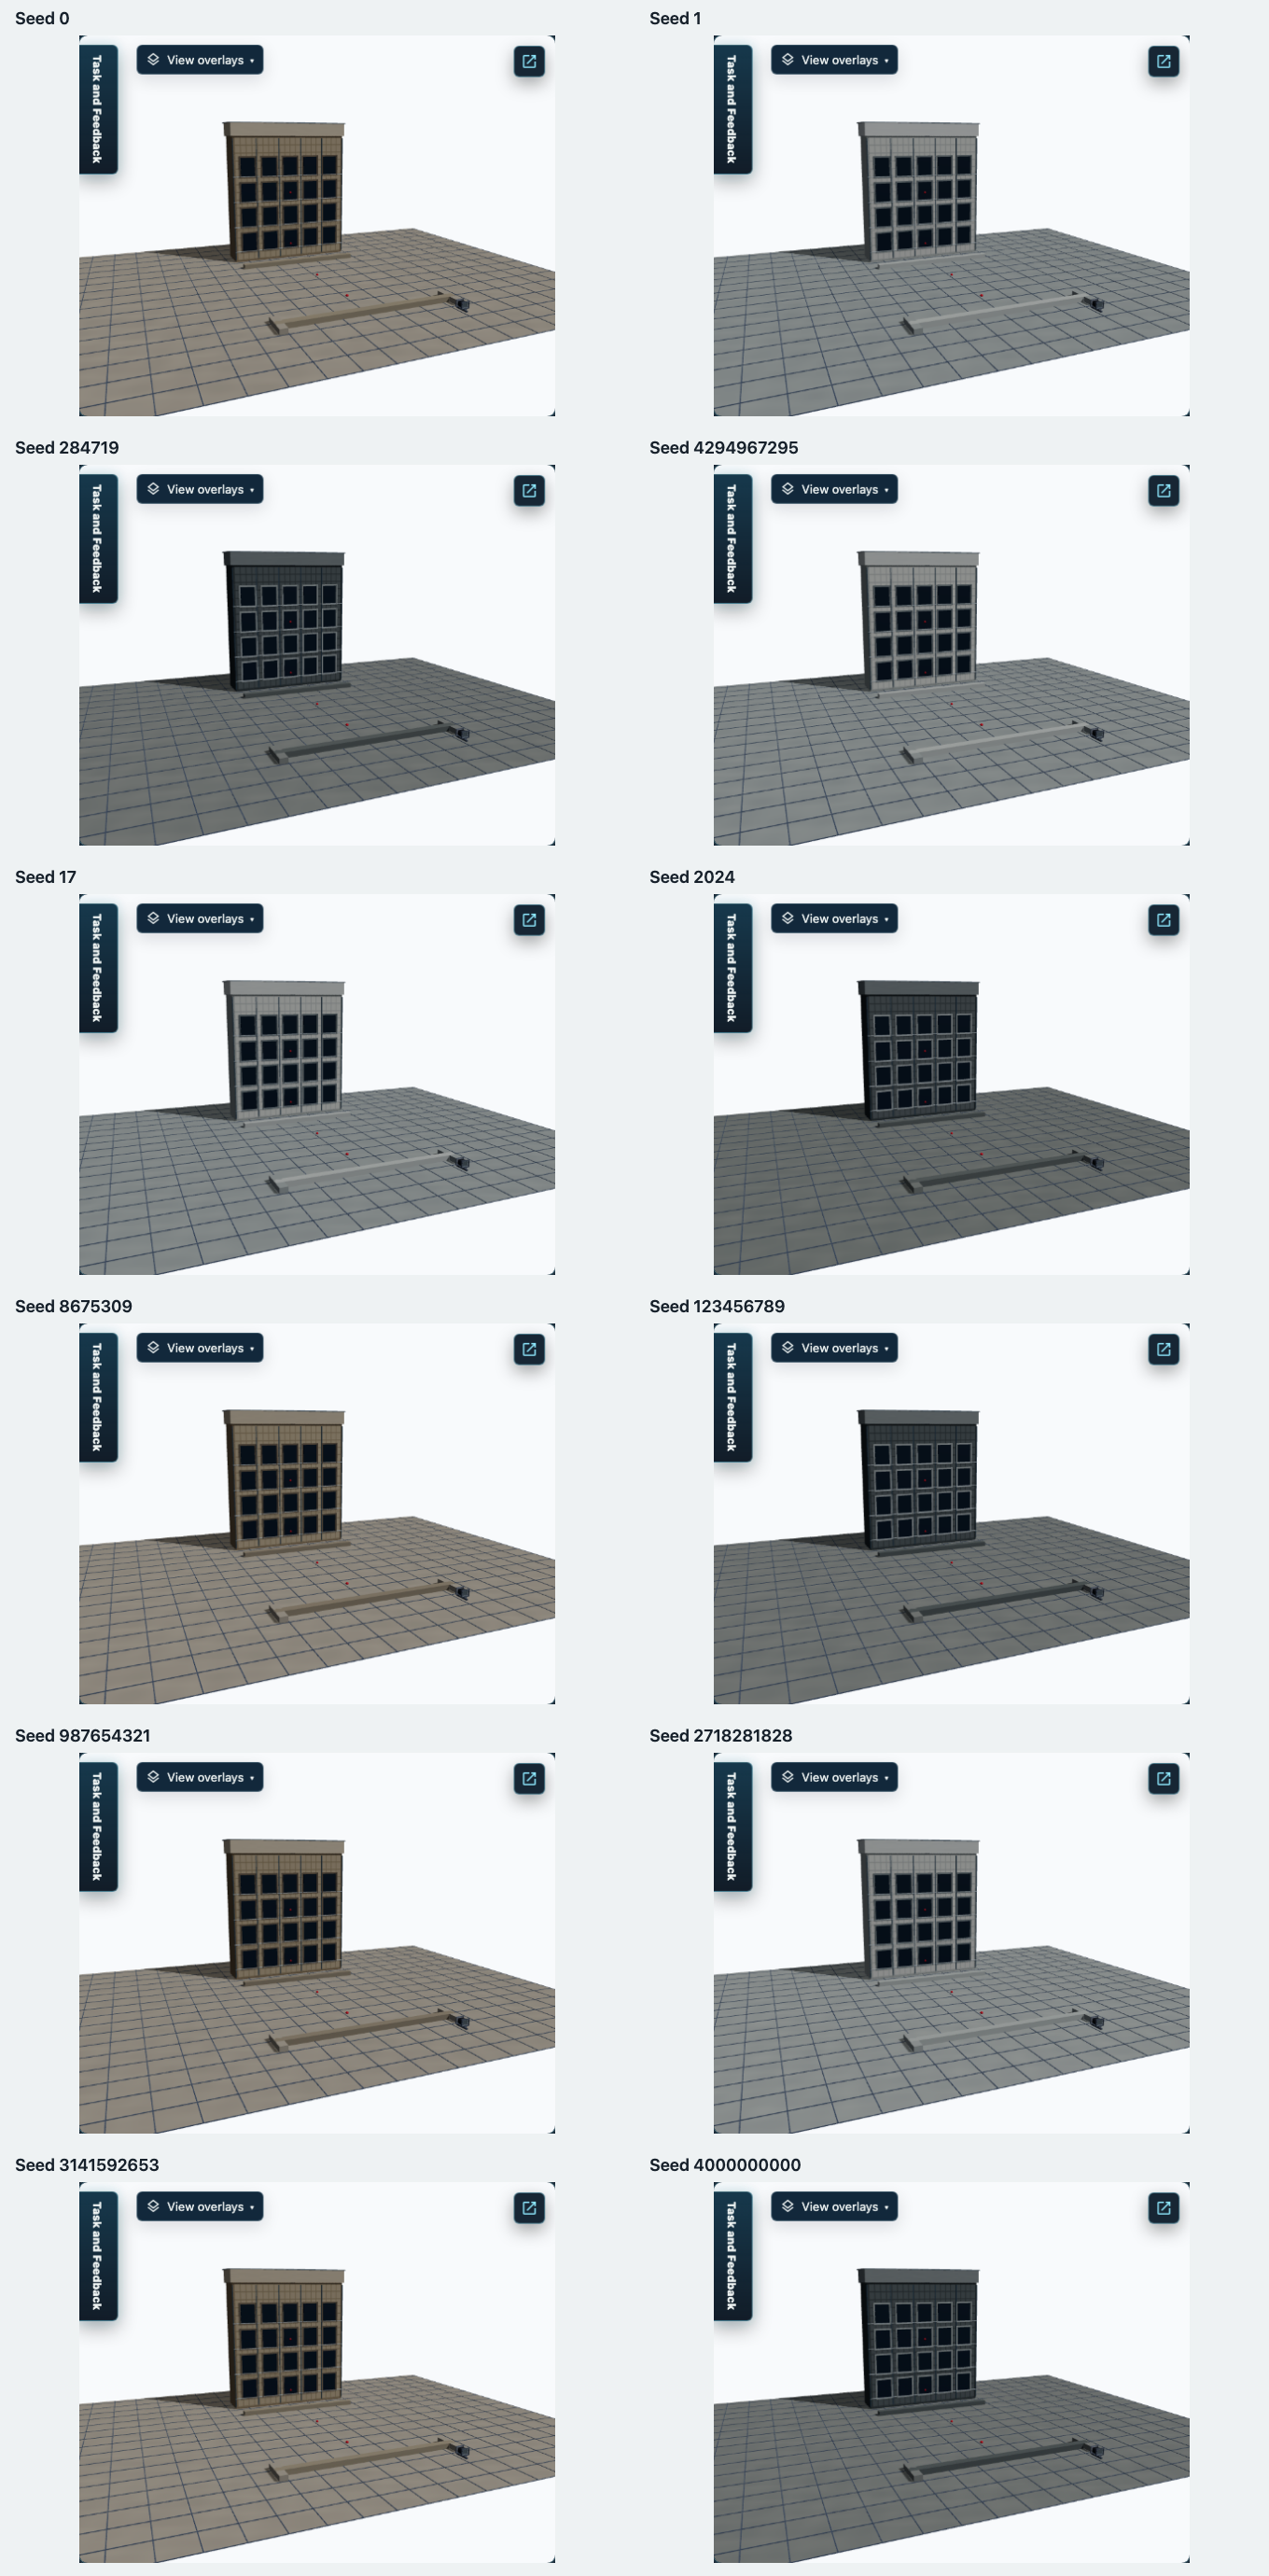 Seed 0
Seed 1
Task and Feedback
View overlays
Task and Feedback
View overlays
Seed 284719
Seed 4294967295
Task and Feedback
View overlays
Task and Feedback
View overlays
Seed 17
Seed 2024
Task and Feedback
View overlays
Task and Feedback
View overlays
Seed 8675309
Seed 123456789
Task and Feedback
View overlays
Task and Feedback
View overlays
Seed 987654321
Seed 2718281828
Task and Feedback
View overlays
Task and Feedback
View overlays
Seed 3141592653
Seed 4000000000
Task and Feedback
View overlays
Task and Feedback
View overlays